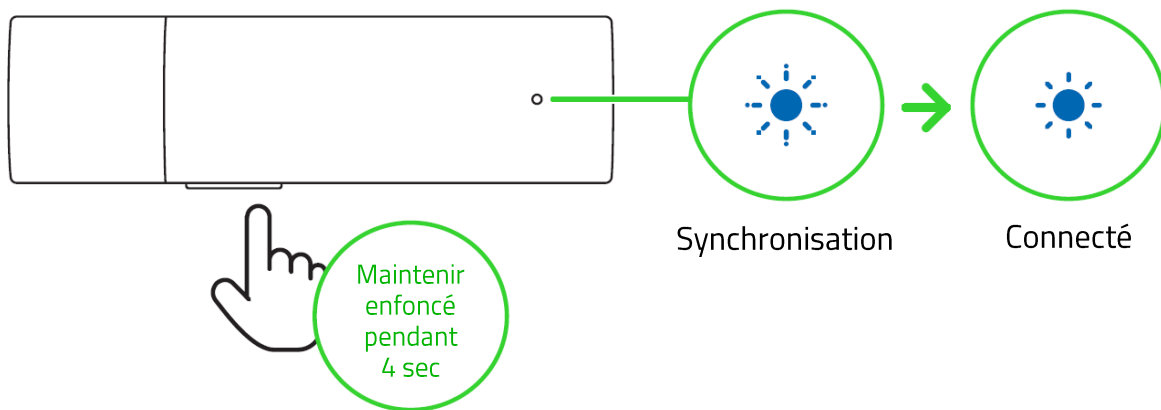 Synchronisation
Connecté
Maintenir
enfoncé
pendant
4 sec